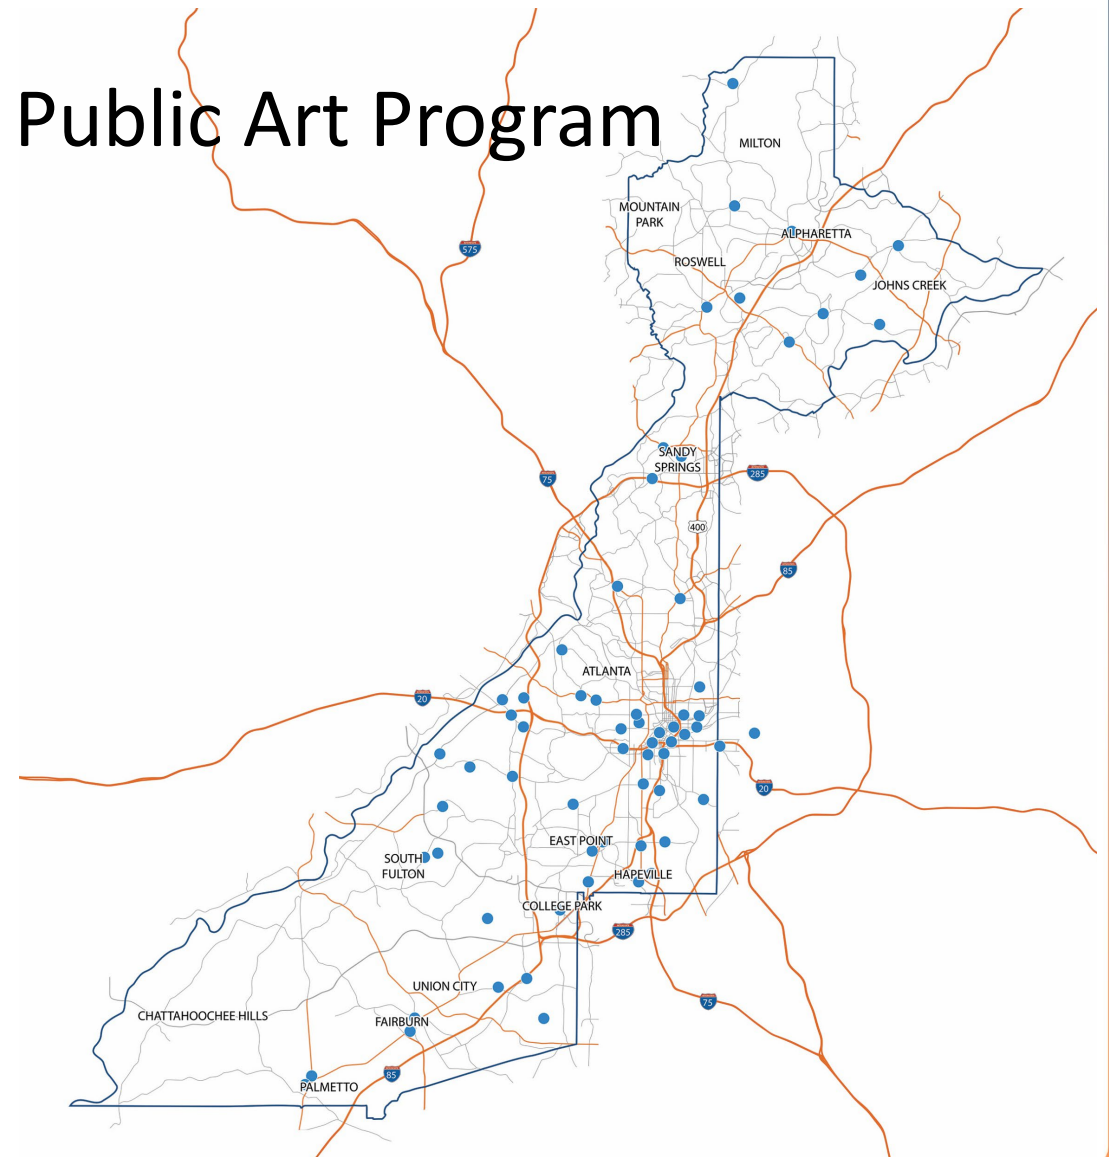 Public Art Program
MILTON
MOUNTAIN
PARK
ALPHARETTA
575
ROSWELL
JOHNS CREEK
SANDY
SPRINGS
75
285
400
85
ATLANTA
20
20
EAST POINT
SOUTH
FULTON
HAPEVILLE
COLLEGE PARK
285
UNION CITY
75
CHATTAHOOCHEE HILLS
FAIRBURN
85
PALMETTO